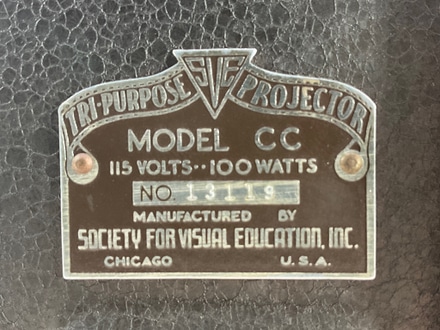 TRI-PURPOSE SVE PROJECTOR
MODEL CC
115 VOLTS··100 WATTS
NO. 13119
MANUFACTURED BY
SOCIETY FOR VISUAL EDUCATION, INC.
CHICAGO U.S.A.